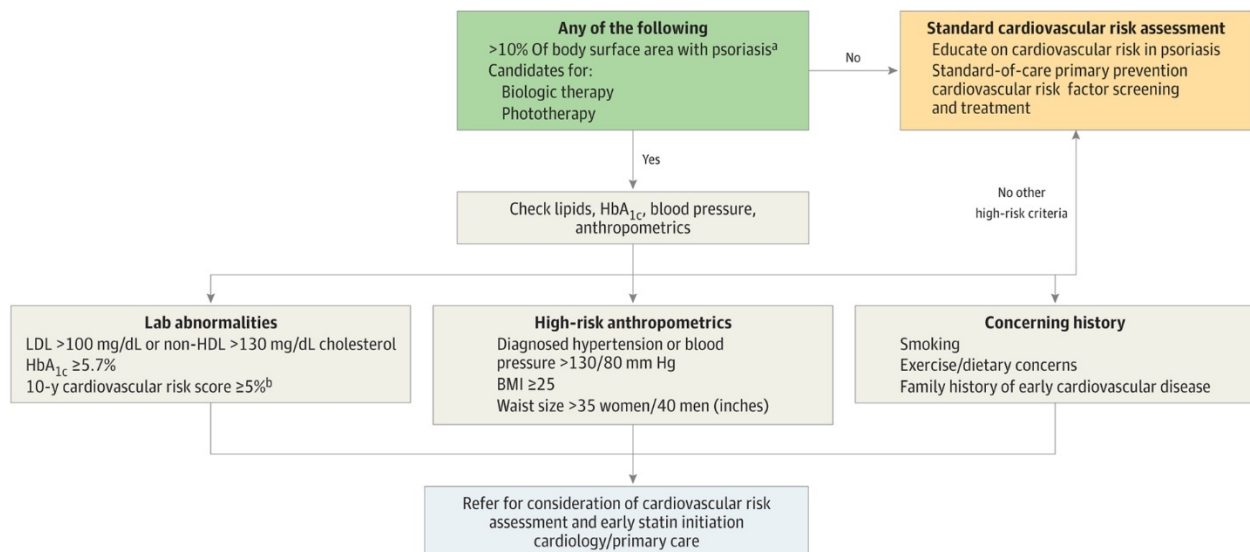 Any of the following
>10% Of body surface area with psoriasisᵃ
Candidates for:
Biologic therapy
Phototherapy
No
Standard cardiovascular risk assessment
Educate on cardiovascular risk in psoriasis
Standard-of-care primary prevention
cardiovascular risk factor screening
and treatment
Yes
No other
high-risk criteria
Check lipids, HbA1c, blood pressure,
anthropometrics
Lab abnormalities
LDL >100 mg/dL or non-HDL >130 mg/dL cholesterol
HbA1c ≥5.7%
10-y cardiovascular risk score ≥5%ᵇ
High-risk anthropometrics
Diagnosed hypertension or blood
pressure >130/80 mm Hg
BMI ≥25
Waist size >35 women/40 men (inches)
Concerning history
Smoking
Exercise/dietary concerns
Family history of early cardiovascular disease
Refer for consideration of cardiovascular risk
assessment and early statin initiation
cardiology/primary care